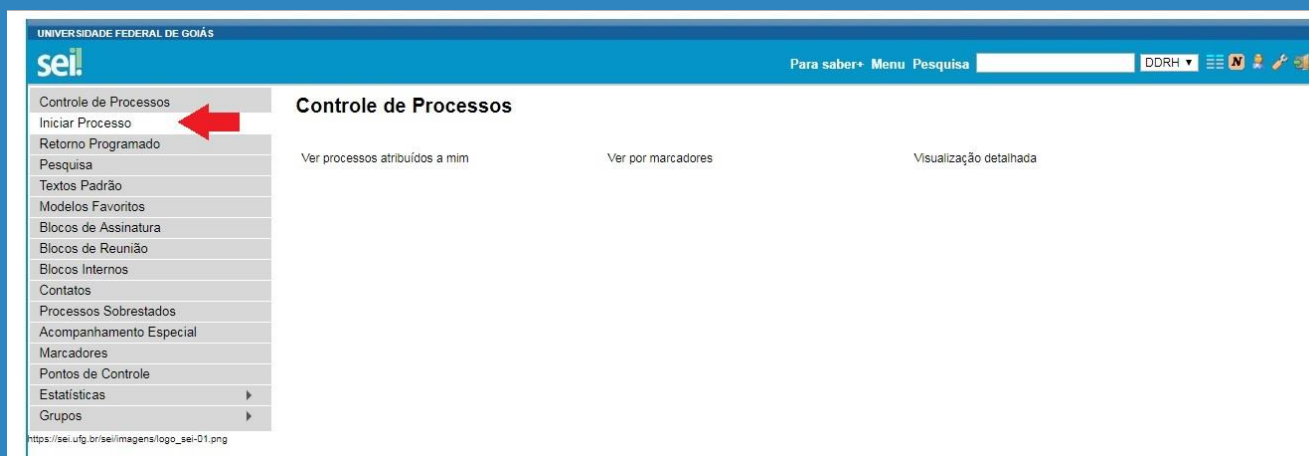 UNIVERSIDADE FEDERAL DE GOIÁS
sei!
Para saber+ Menu Pesquisa DDRH N
Controle de Processos
Iniciar Processo
Retorno Programado
Pesquisa
Textos Padrão
Modelos Favoritos
Blocos de Assinatura
Blocos de Reunião
Blocos Internos
Contatos
Processos Sobrestados
Acompanhamento Especial
Marcadores
Pontos de Controle
Estatísticas
Grupos
https://sei.ufg.br/sei/imagens/logo_sei-01.png
Controle de Processos
Ver processos atribuídos a mim Ver por marcadores Visualização detalhada